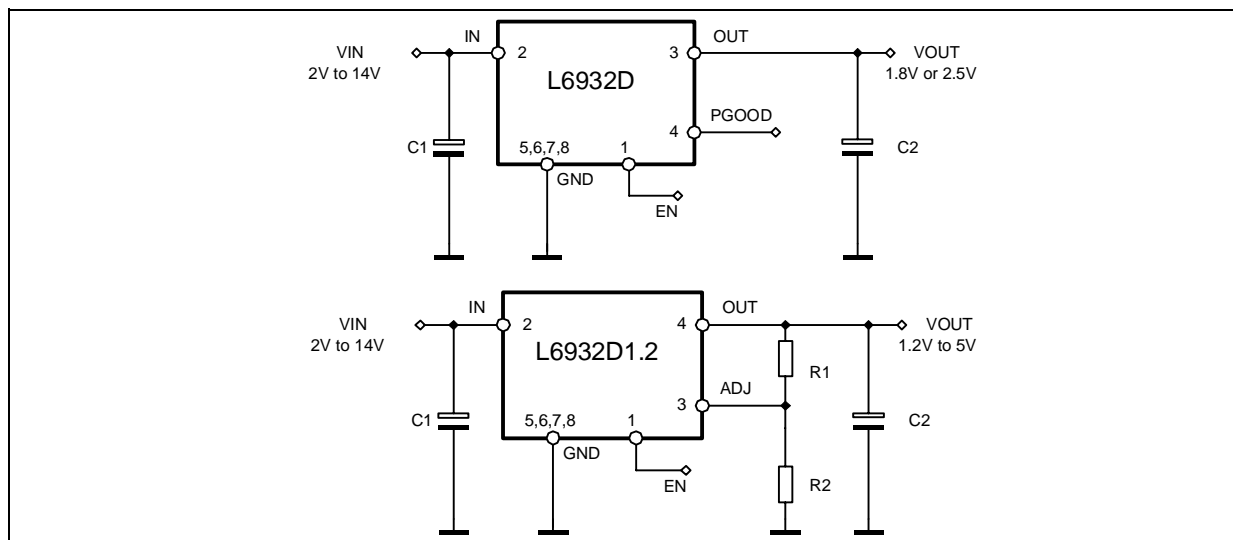 IN
OUT
VIN
2V to 14V
2
3
VOUT
1.8V or 2.5V
L6932D
PGOOD
4
C1
5,6,7,8
1
C2
GND
EN
IN
OUT
VIN
2V to 14V
2
4
VOUT
1.2V to 5V
L6932D1.2
R1
ADJ
3
C1
5,6,7,8
1
C2
GND
EN
R2